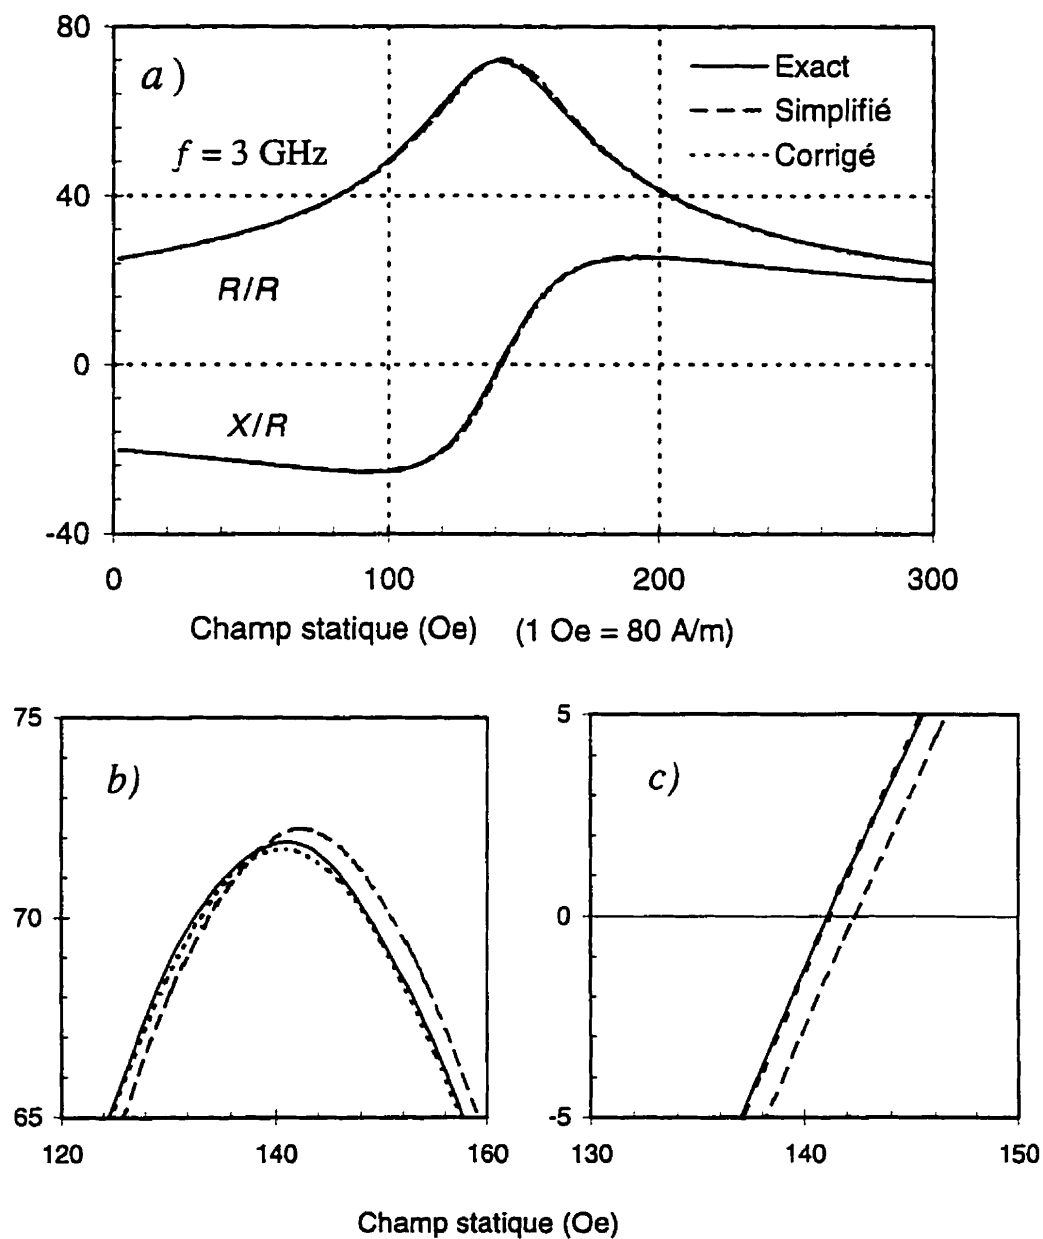 80
a)
Exact
Simplifié
f = 3 GHz
Corrigé
40
R/R
0
X/R
-40
0 100 200 300
Champ statique (Oe) (1 Oe = 80 A/m)
75 5
b) c)
70 0
65 -5
120 140 160 130 140 150
Champ statique (Oe)